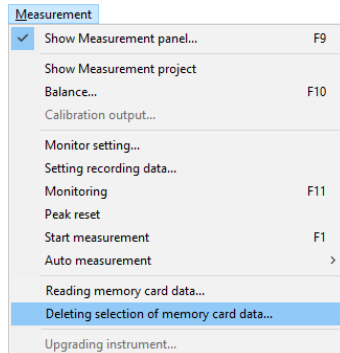 Measurement
Show Measurement panel... F9
Show Measurement project
Balance... F10
Calibration output...
Monitor setting...
Setting recording data...
Monitoring F11
Peak reset
Start measurement F1
Auto measurement
Reading memory card data...
Deleting selection of memory card data...
Upgrading instrument...